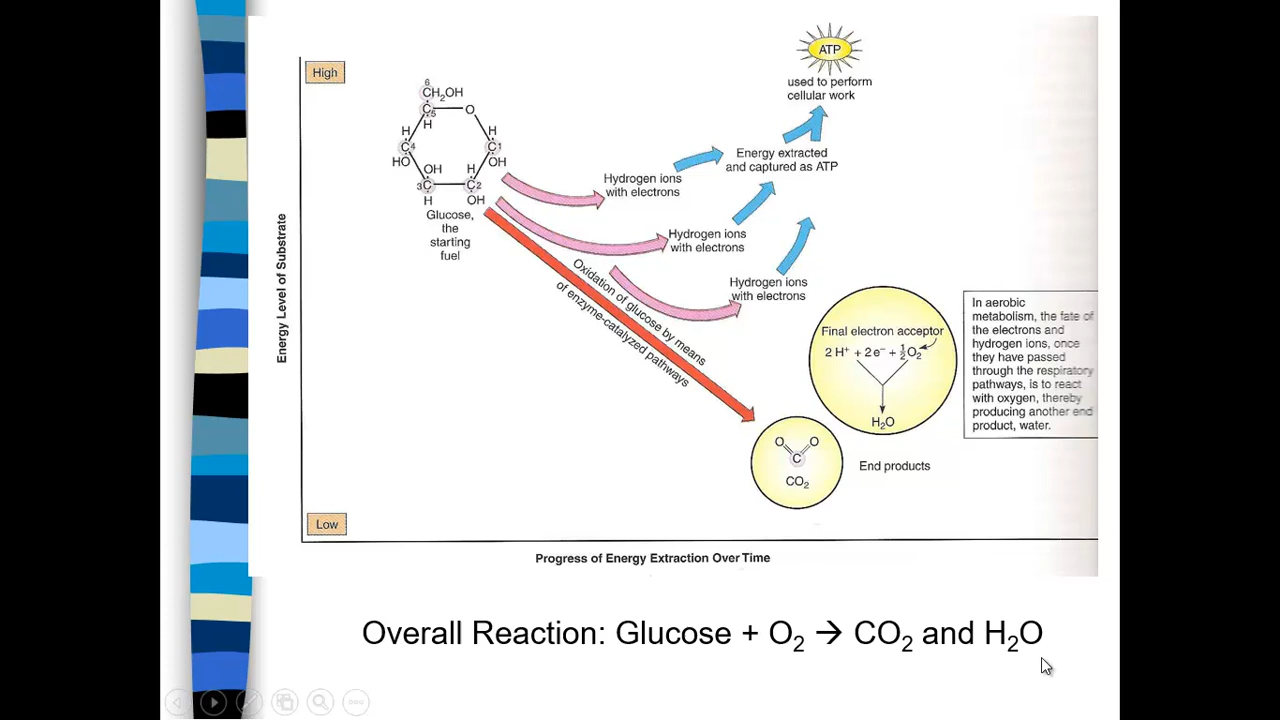 High
ATP
used to perform
cellular work
6
CH₂OH
C5
O
H
H
H
C4
C1
HO
OH
OH
H
3C
C2
H
OH
Glucose,
the
starting
fuel
Hydrogen ions
with electrons
Energy extracted
and captured as ATP
Hydrogen ions
with electrons
Hydrogen ions
with electrons
Oxidation of glucose by means
of enzyme-catalyzed pathways
Energy Level of Substrate
Final electron acceptor
2 H⁺ + 2 e⁻ + ½O₂
H₂O
In aerobic
metabolism, the fate of
the electrons and
hydrogen ions, once
they have passed
through the respiratory
pathways, is to react
with oxygen, thereby
producing another end
product, water.
O O
C
CO₂
End products
Low
Progress of Energy Extraction Over Time
Overall Reaction: Glucose + O₂ → CO₂ and H₂O